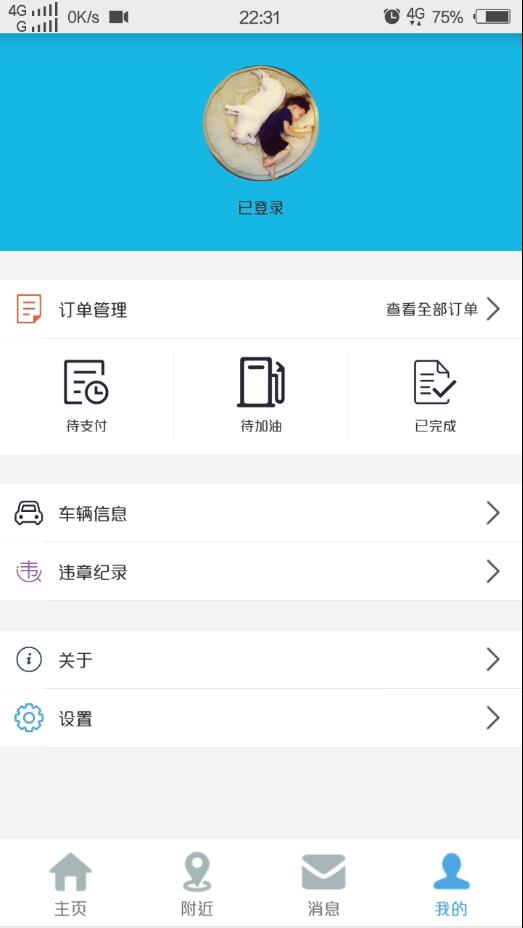 4G
G
0K/s
22:31
4G
75%
已登录
订单管理
查看全部订单
待支付
待加油
已完成
车辆信息
违
违章纪录
关于
设置
主页
附近
消息
我的